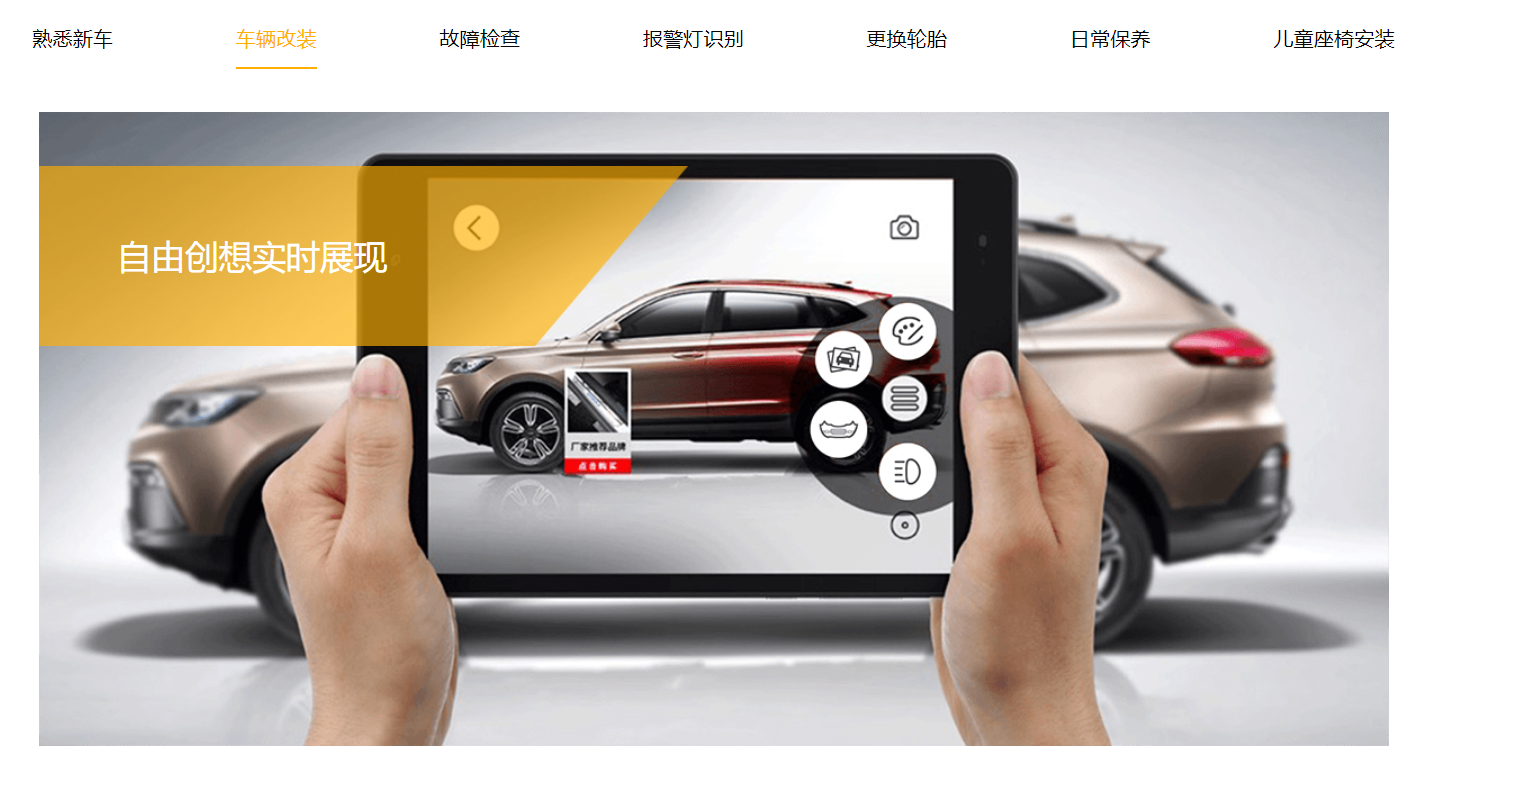 熟悉新车
车辆改装
故障检查
报警灯识别
更换轮胎
日常保养
儿童座椅安装
自由创想实时展现
厂家推荐品牌
点击购买